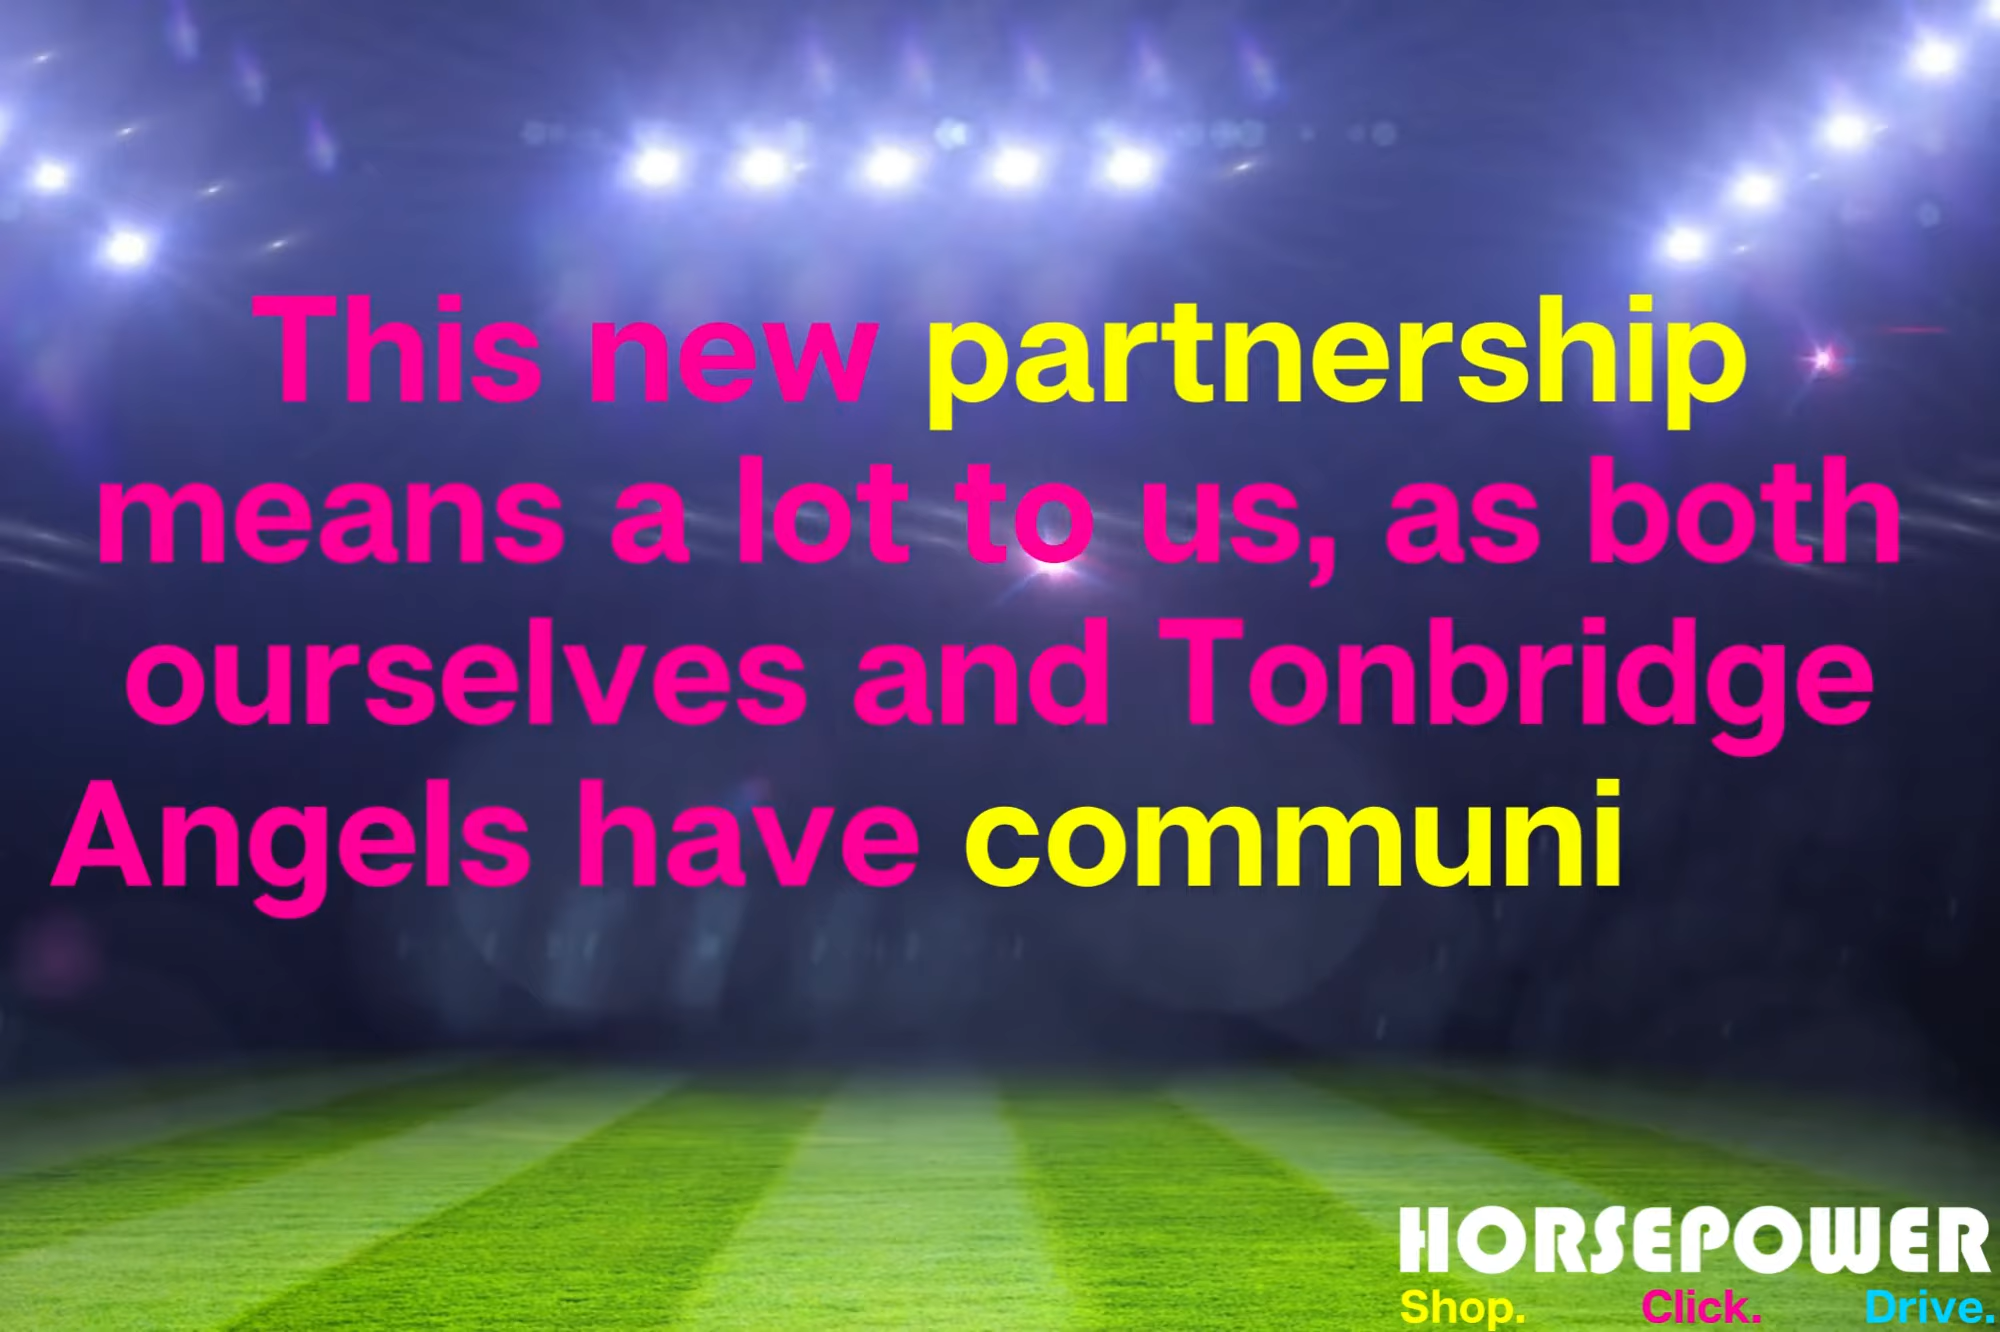 This new partnership
means a lot to us, as both
ourselves and Tonbridge
Angels have communi
HORSEPOWER
Shop. Click. Drive.